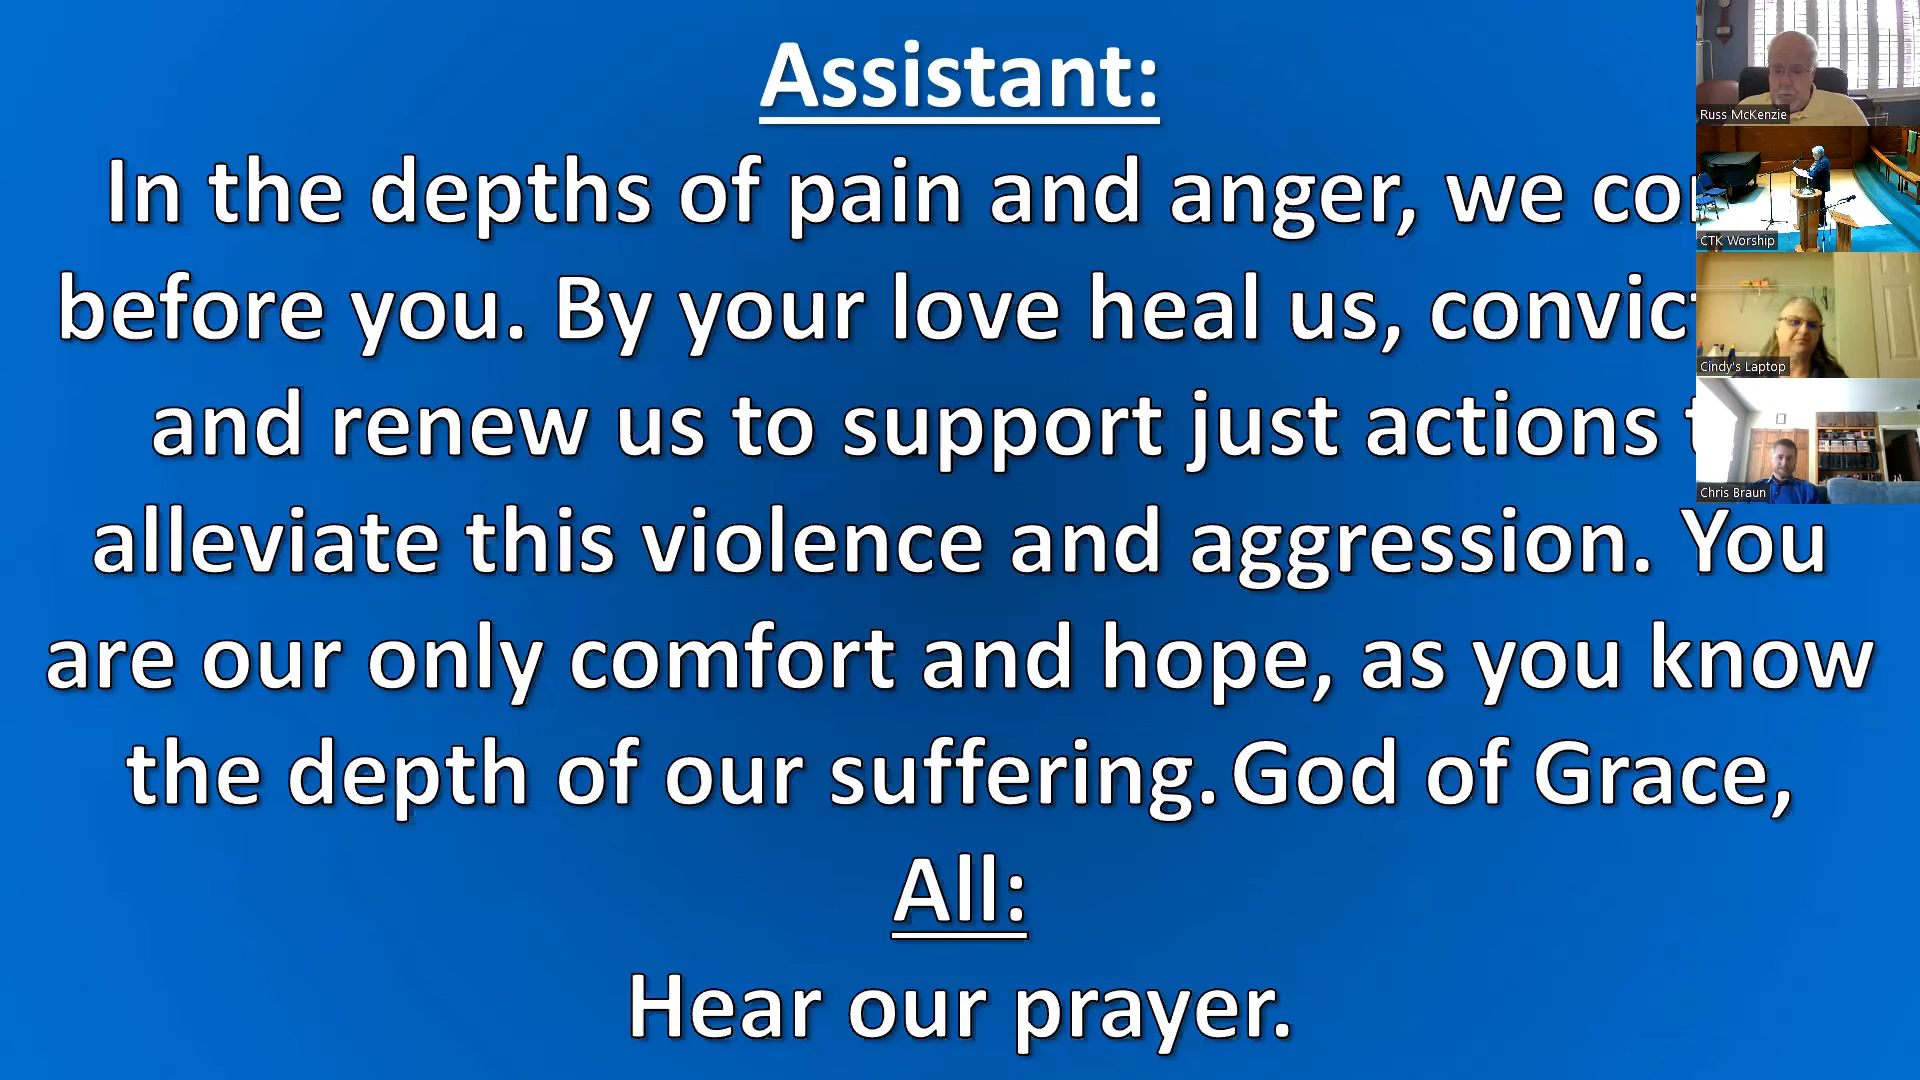 Assistant:
In the depths of pain and anger, we
before you. By your love heal us,
and renew us to support just actions
alleviate this violence and aggression. You
are our only comfort and hope, as you know
the depth of our suffering. God of Grace,
All:
Hear our prayer.
Russ McKenzie
CTK Worship
Cindy's Laptop
Chris Braun